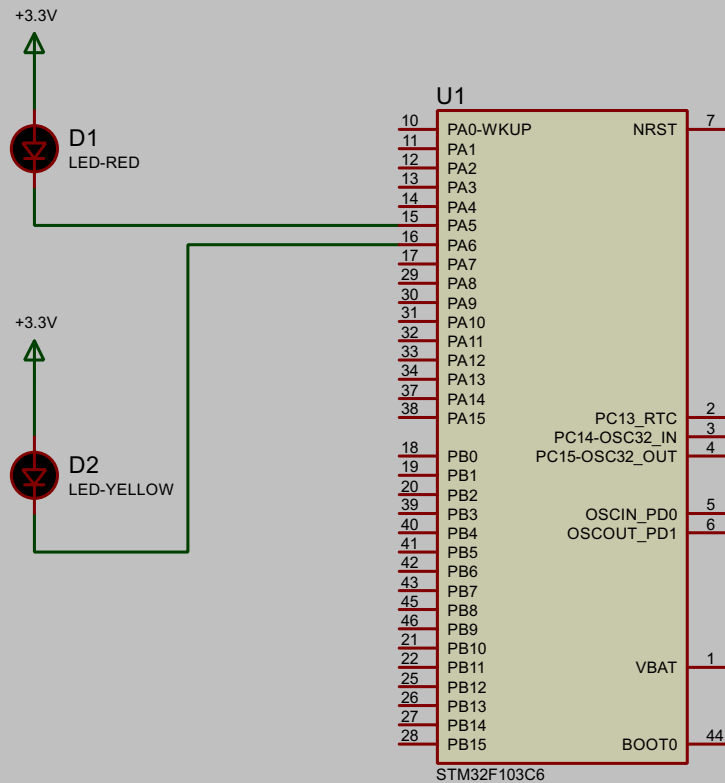 +3.3V
D1
LED-RED
+3.3V
D2
LED-YELLOW
U1
10 PA0-WKUP NRST 7
11 PA1
12 PA2
13 PA3
14 PA4
15 PA5
16 PA6
17 PA7
29 PA8
30 PA9
31 PA10
32 PA11
33 PA12
34 PA13
37 PA14
38 PA15 PC13_RTC 2
PC14-OSC32_IN 3
18 PB0 PC15-OSC32_OUT 4
19 PB1
20 PB2
39 PB3 OSCIN_PD0 5
40 PB4 OSCOUT_PD1 6
41 PB5
42 PB6
43 PB7
45 PB8
46 PB9
21 PB10
22 PB11 VBAT 1
25 PB12
26 PB13
27 PB14
28 PB15 BOOT0 44
STM32F103C6